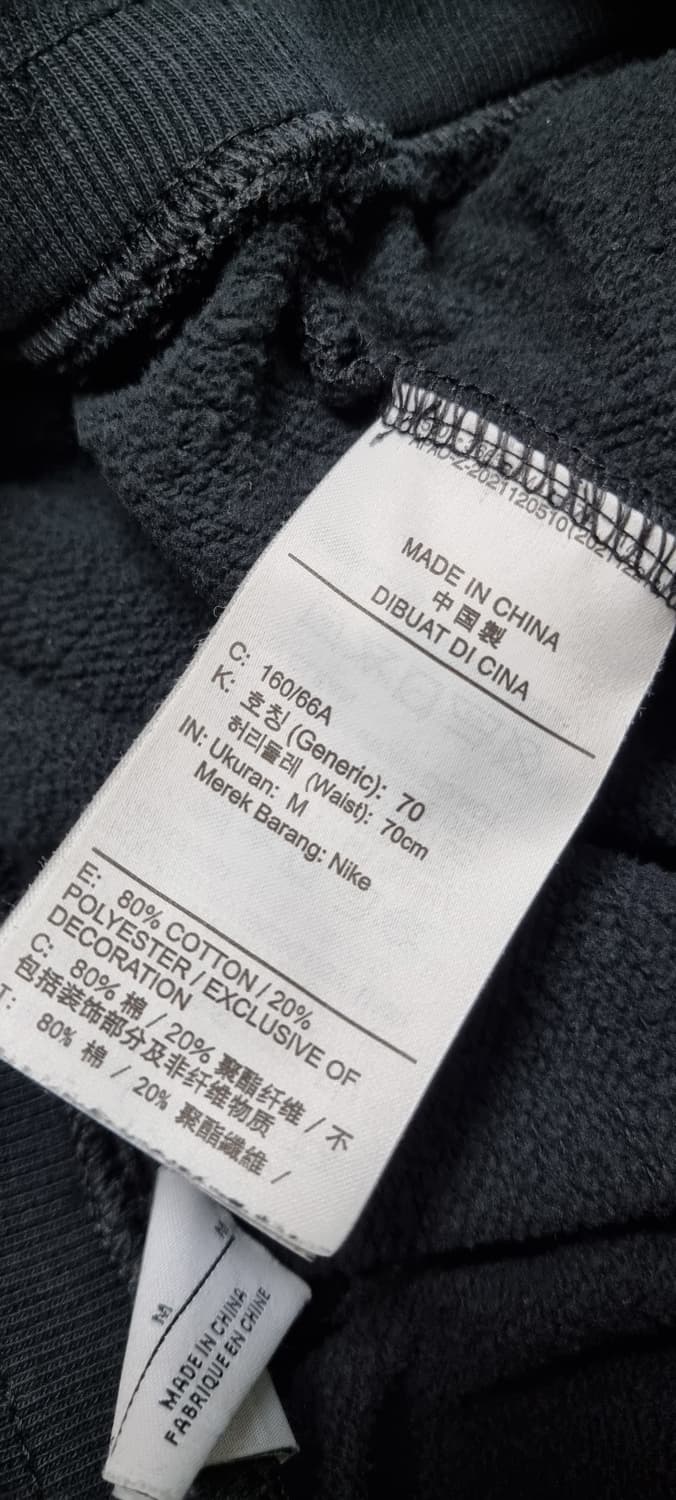 MADE IN CHINA
中国製
DIBUAT DI CINA
C: 160/66A
K: 호칭 (Generic): 70
허리둘레 (Waist): 70cm
IN: Ukuran: M
Merek Barang: Nike
E: 80% COTTON / 20%
POLYESTER / EXCLUSIVE OF
DECORATION
C: 80% 棉 / 20% 聚酯纤维 / 不
包括装饰部分及非纤维物质
T: 80% 棉 / 20% 聚酯纖維 /
M
M
MADE IN CHINA
FABRIQUE EN CHINE